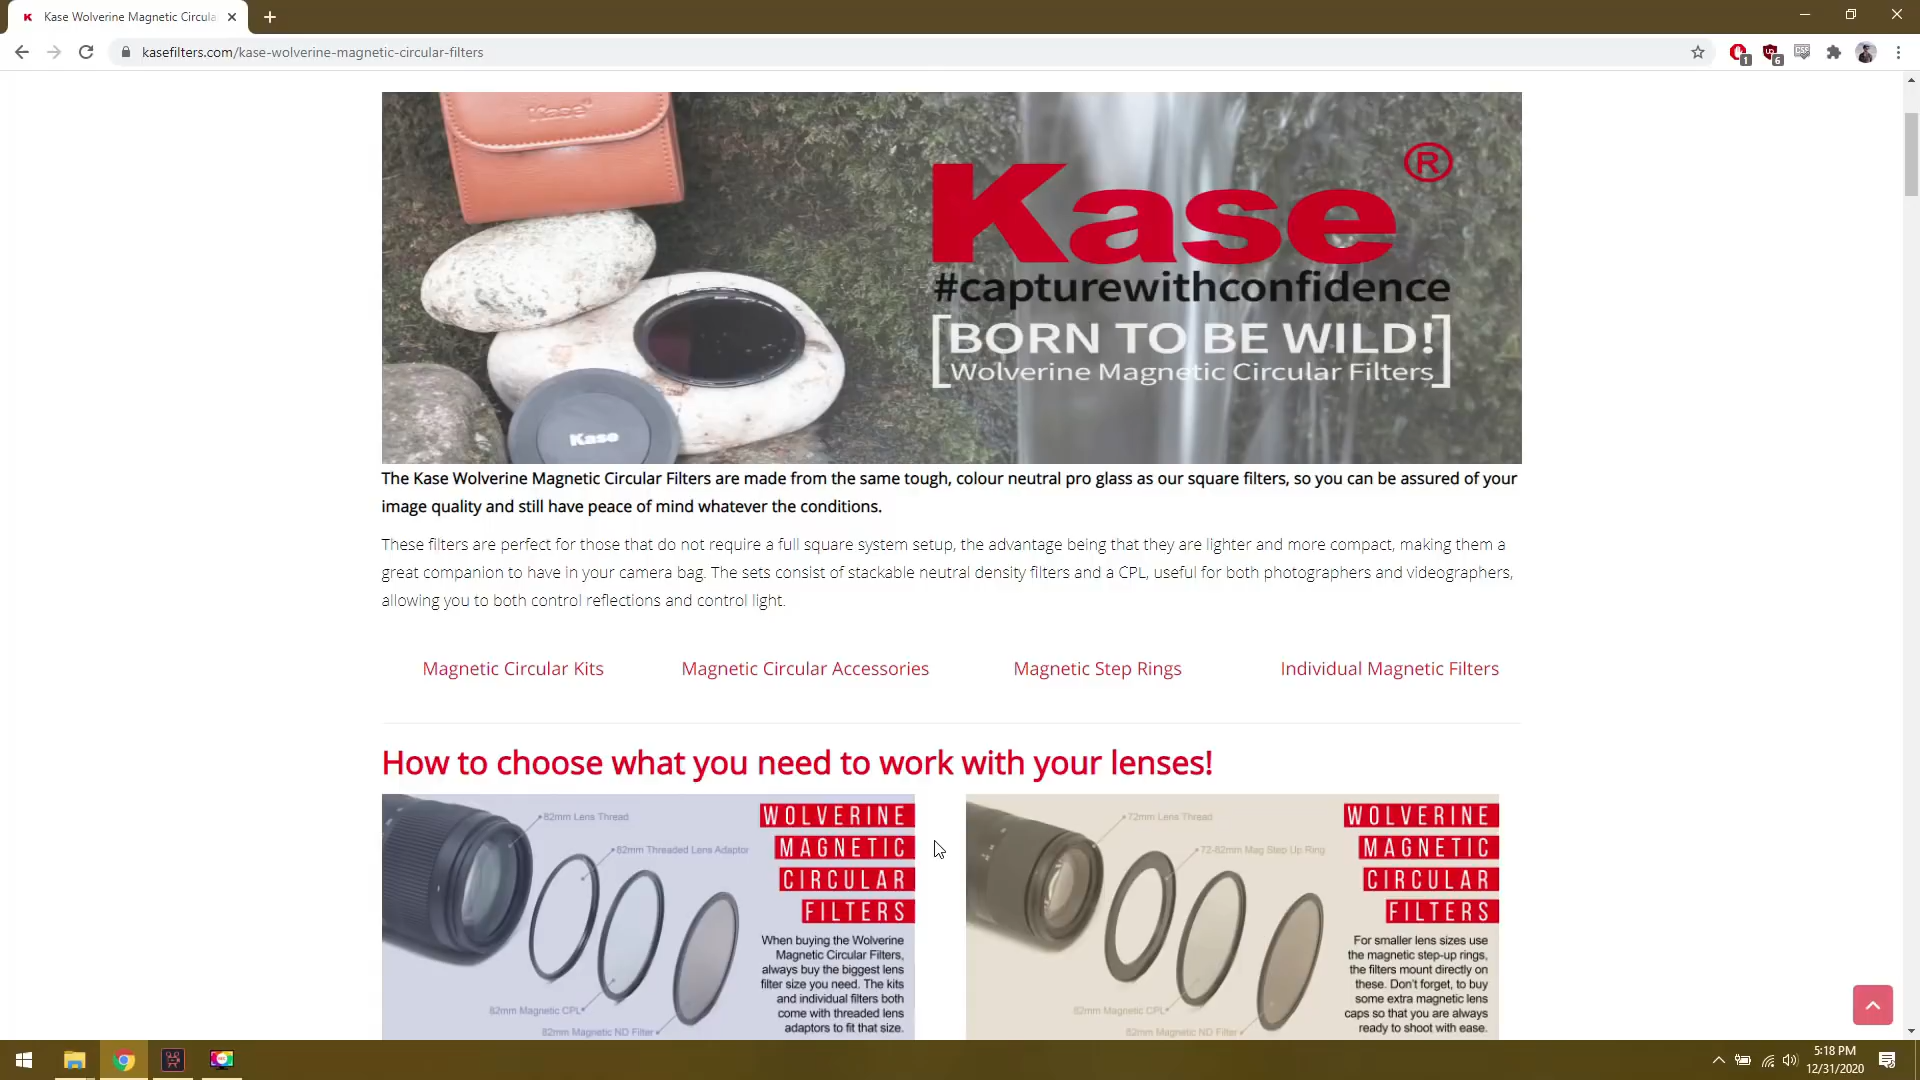 Kase Wolverine Magnetic Circula
kasefilters.com/kase-wolverine-magnetic-circular-filters
1
6
Kase
Kase
Kase ®
#capturewithconfidence
[BORN TO BE WILD!
Wolverine Magnetic Circular Filters]
The Kase Wolverine Magnetic Circular Filters are made from the same tough, colour neutral pro glass as our square filters, so you can be assured of your
image quality and still have peace of mind whatever the conditions.
These filters are perfect for those that do not require a full square system setup, the advantage being that they are lighter and more compact, making them a
great companion to have in your camera bag. The sets consist of stackable neutral density filters and a CPL, useful for both photographers and videographers,
allowing you to both control reflections and control light.
Magnetic Circular Kits
Magnetic Circular Accessories
Magnetic Step Rings
Individual Magnetic Filters
How to choose what you need to work with your lenses!
82mm Lens Thread
82mm Threaded Lens Adaptor
82mm Magnetic CPL
82mm Magnetic ND Filter
WOLVERINE
MAGNETIC
CIRCULAR
FILTERS
When buying the Wolverine
Magnetic Circular Filters,
always buy the biggest lens
filter size you need. The kits
and individual filters both
come with threaded lens
adaptors to fit that size.
72mm Lens Thread
72-82mm Mag Step Up Ring
82mm Magnetic CPL
82mm Magnetic ND Filter
WOLVERINE
MAGNETIC
CIRCULAR
FILTERS
For smaller lens sizes use
the magnetic step-up rings,
the filters mount directly on
these. Don't forget, to buy
some extra magnetic lens
caps so that you are always
ready to shoot with ease.
5:18 PM
12/31/2020